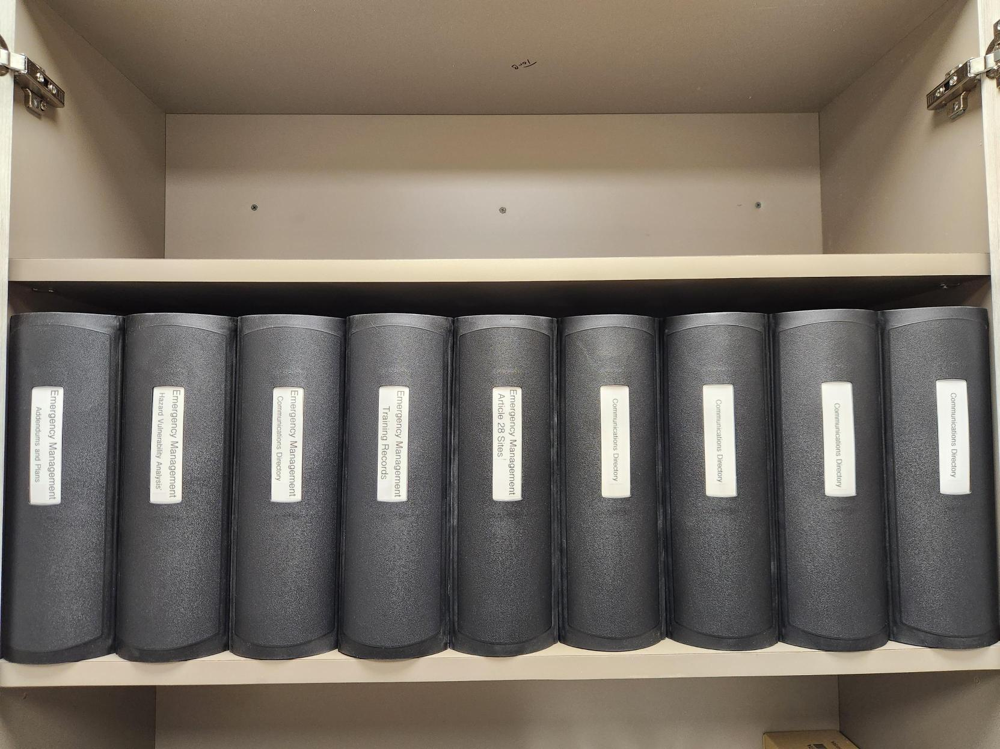 Emergency Management
Addendums and Plans
Emergency Management
Hazard Vulnerability Analysis'
Emergency Management
Communications Directory
Emergency Management
Training Records
Emergency Management
Article 28 Sites'
Communications Directory
Communications Directory
Communications Directory
Communications Directory